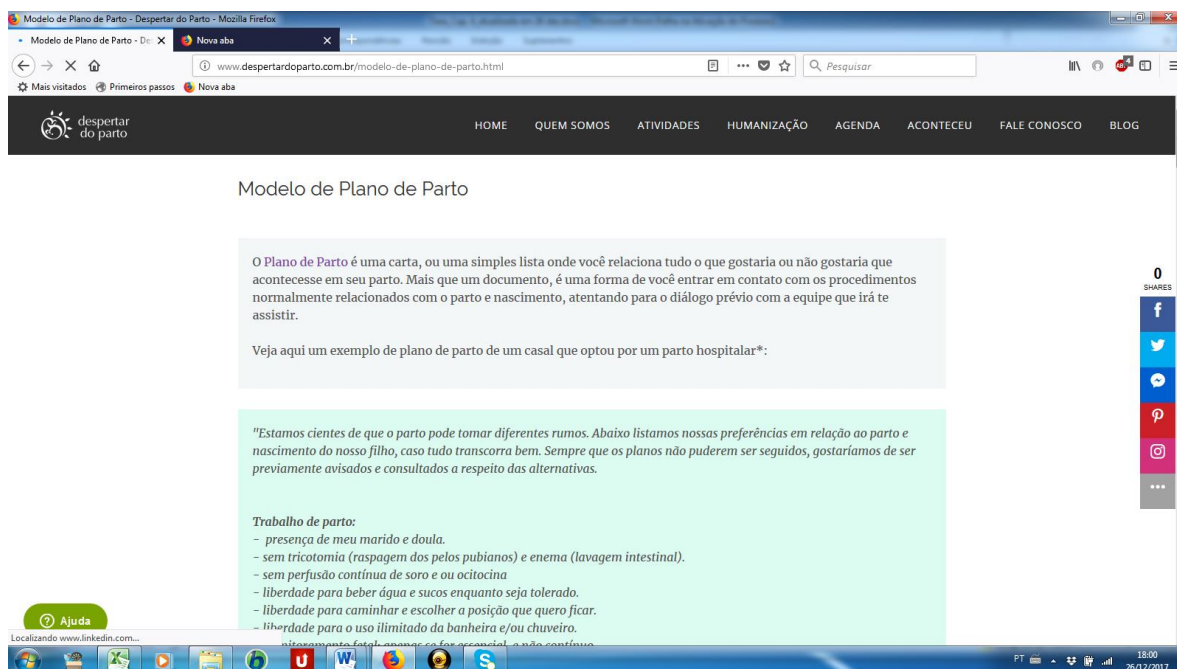 Modelo de Plano de Parto - Despertar do Parto - Mozilla Firefox
Modelo de Plano de Parto - De
Nova aba
www.despertardoparto.com.br/modelo-de-plano-de-parto.html
Pesquisar
Mais visitados Primeiros passos Nova aba
despertar
do parto
HOME QUEM SOMOS ATIVIDADES HUMANIZAÇÃO AGENDA ACONTECEU FALE CONOSCO BLOG
Modelo de Plano de Parto
O Plano de Parto é uma carta, ou uma simples lista onde você relaciona tudo o que gostaria ou não gostaria que
acontecesse em seu parto. Mais que um documento, é uma forma de você entrar em contato com os procedimentos
normalmente relacionados com o parto e nascimento, atentando para o diálogo prévio com a equipe que irá te
assistir.
Veja aqui um exemplo de plano de parto de um casal que optou por um parto hospitalar*:
0
SHARES
"Estamos cientes de que o parto pode tomar diferentes rumos. Abaixo listamos nossas preferências em relação ao parto e
nascimento do nosso filho, caso tudo transcorra bem. Sempre que os planos não puderem ser seguidos, gostaríamos de ser
previamente avisados e consultados a respeito das alternativas.
Trabalho de parto:
- presença de meu marido e doula.
- sem tricotomia (raspagem dos pelos pubianos) e enema (lavagem intestinal).
- sem perfusão contínua de soro e ou ocitocina
- liberdade para beber água e sucos enquanto seja tolerado.
- liberdade para caminhar e escolher a posição que quero ficar.
- liberdade para o uso ilimitado da banheira e/ou chuveiro.
Ajuda
Localizando www.linkedin.com...
PT
18:00
26/12/2017